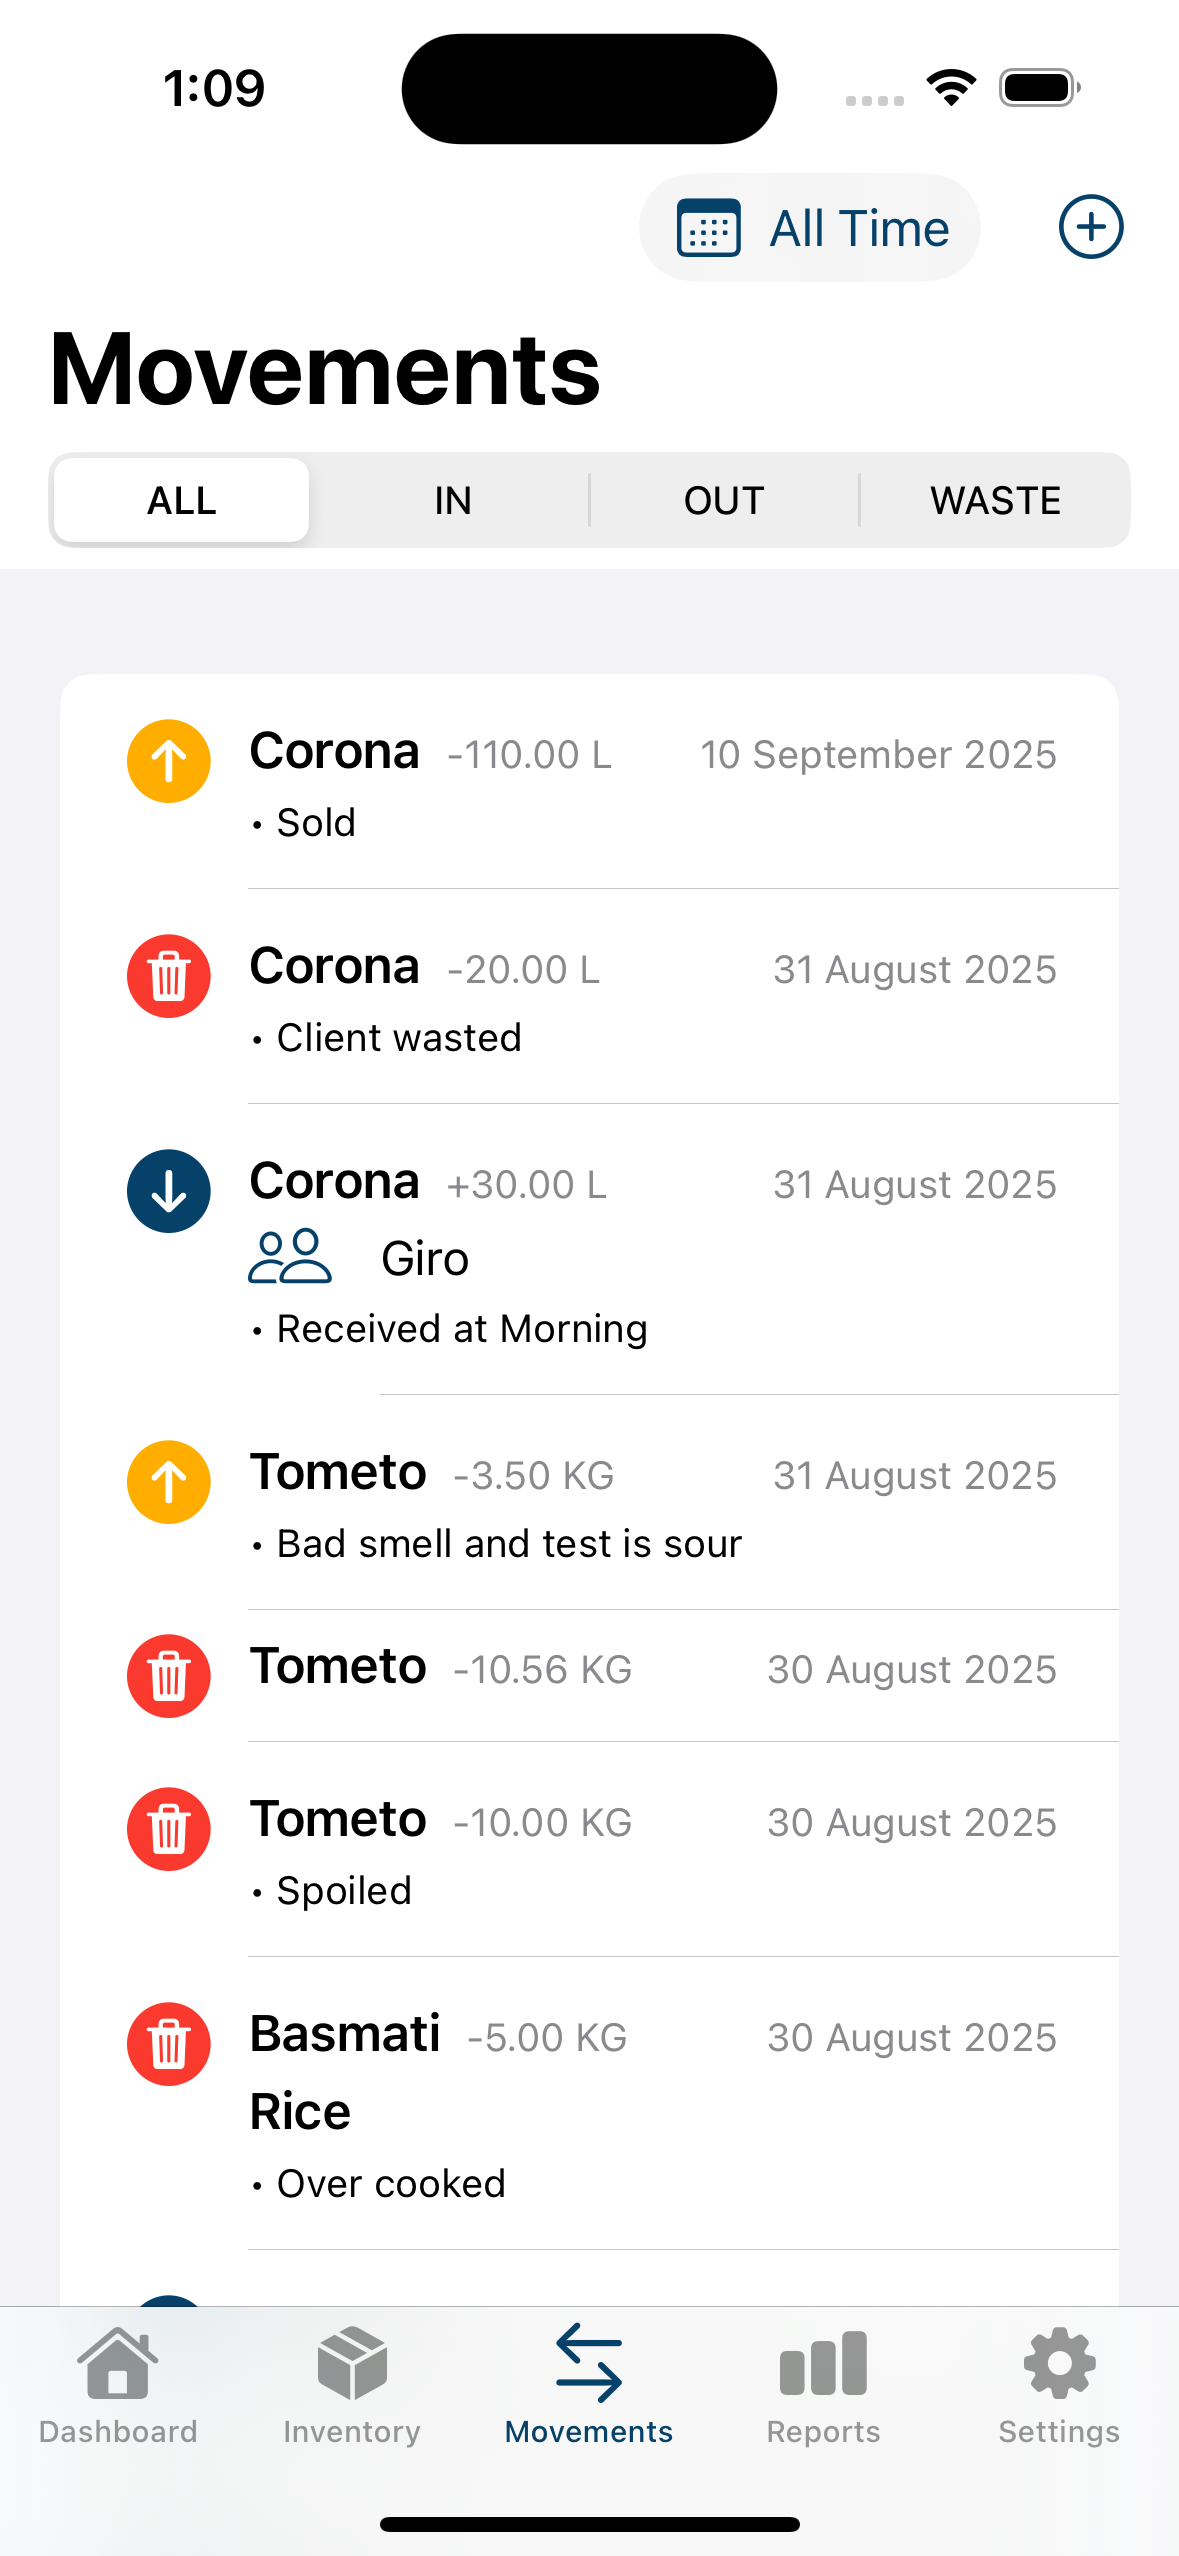 1:09
All Time
Movements
ALL IN OUT WASTE
Corona -110.00 L 10 September 2025
• Sold
Corona -20.00 L 31 August 2025
• Client wasted
Corona +30.00 L 31 August 2025
Giro
• Received at Morning
Tometo -3.50 KG 31 August 2025
• Bad smell and test is sour
Tometo -10.56 KG 30 August 2025
Tometo -10.00 KG 30 August 2025
• Spoiled
Basmati -5.00 KG 30 August 2025
Rice
• Over cooked
Dashboard Inventory Movements Reports Settings